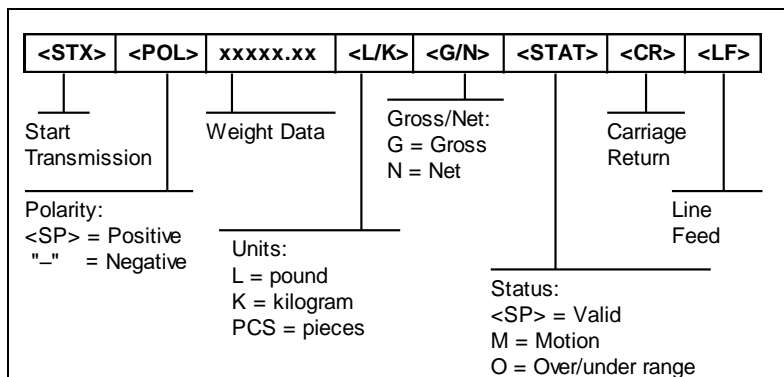 <STX> <POL> xxxxx.xx <L/K> <G/N> <STAT> <CR> <LF>
Start
Transmission
Weight Data
Gross/Net:
G = Gross
N = Net
Carriage
Return
Polarity:
<SP> = Positive
"–" = Negative
Units:
L = pound
K = kilogram
PCS = pieces
Line
Feed
Status:
<SP> = Valid
M = Motion
O = Over/under range